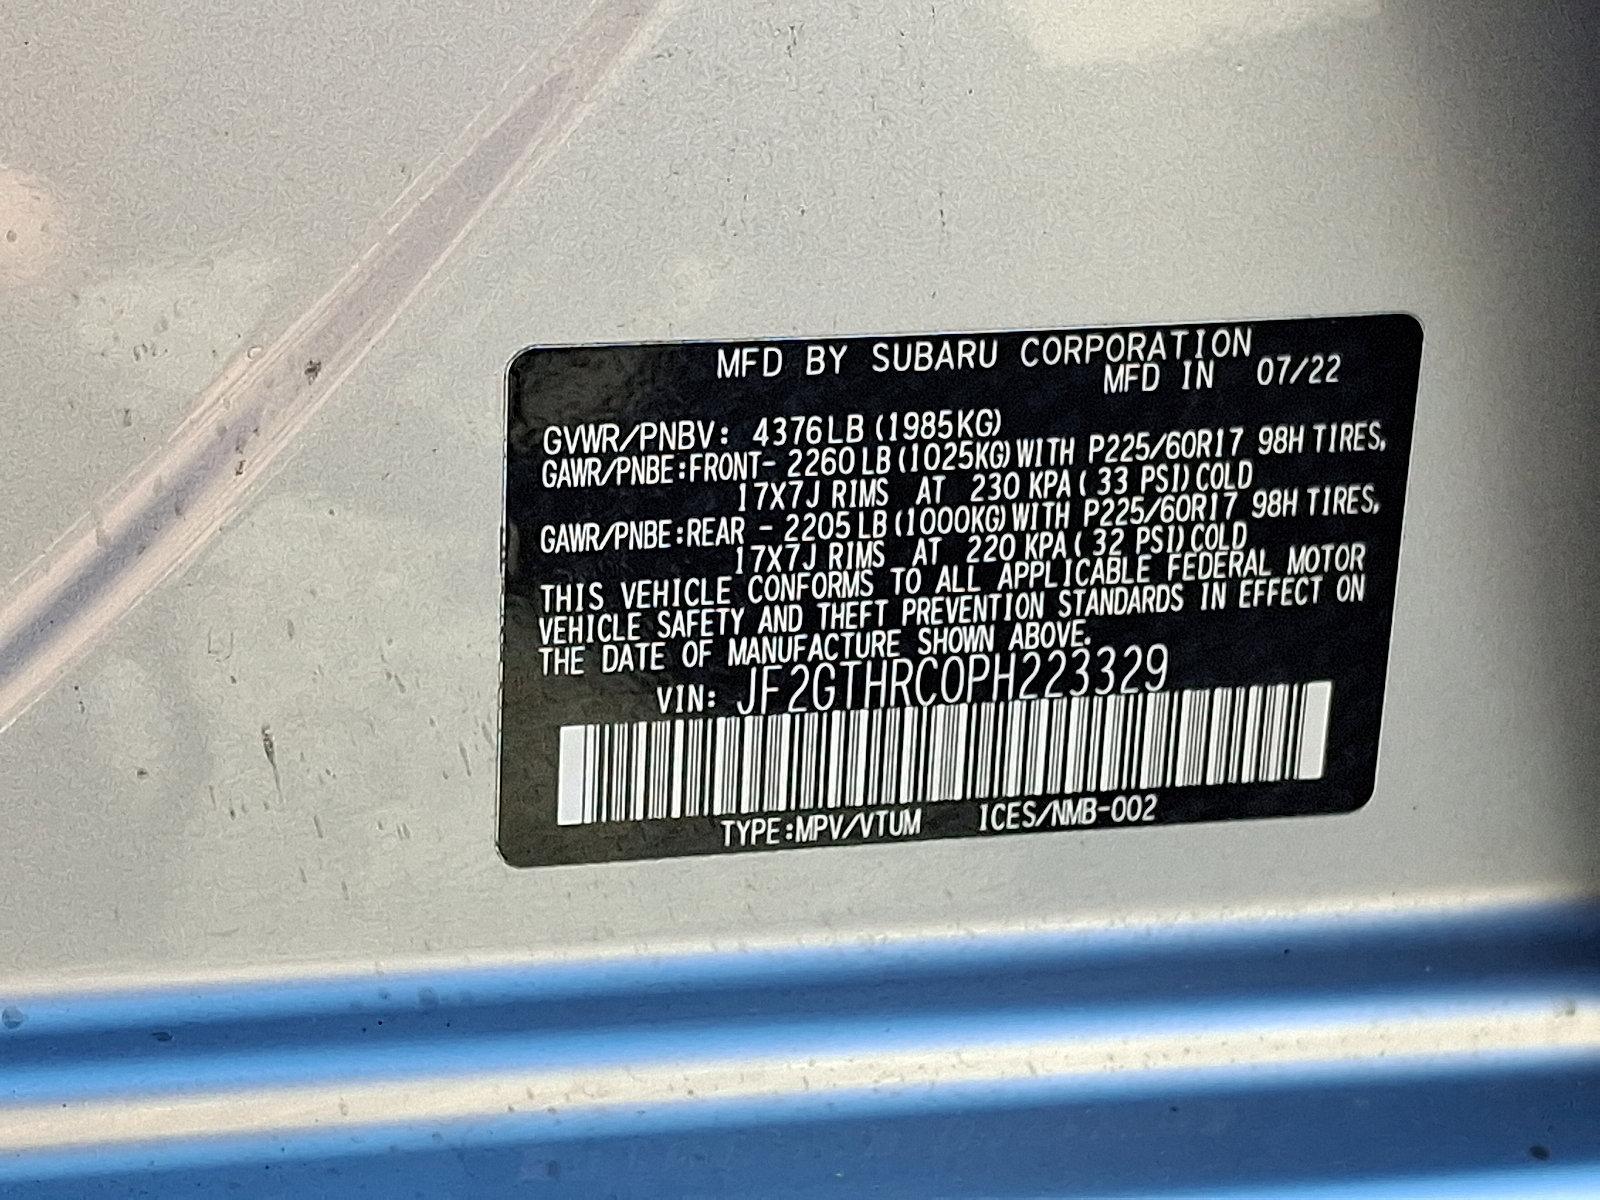 MFD BY SUBARU CORPORATION
MFD IN 07/22
GVWR/PNBV: 4376LB (1985KG)
GAWR/PNBE:FRONT- 2260 LB (1025KG) WITH P225/60R17 98H TIRES,
17X7J RIMS AT 230 KPA ( 33 PSI) COLD
GAWR/PNBE:REAR - 2205 LB (1000KG) WITH P225/60R17 98H TIRES,
17X7J RIMS AT 220 KPA ( 32 PSI) COLD
THIS VEHICLE CONFORMS TO ALL APPLICABLE FEDERAL MOTOR
VEHICLE SAFETY AND THEFT PREVENTION STANDARDS IN EFFECT ON
THE DATE OF MANUFACTURE SHOWN ABOVE.
VIN: JF2GTHRC0PH223329
TYPE:MPV/VTUM ICES/NMB-002